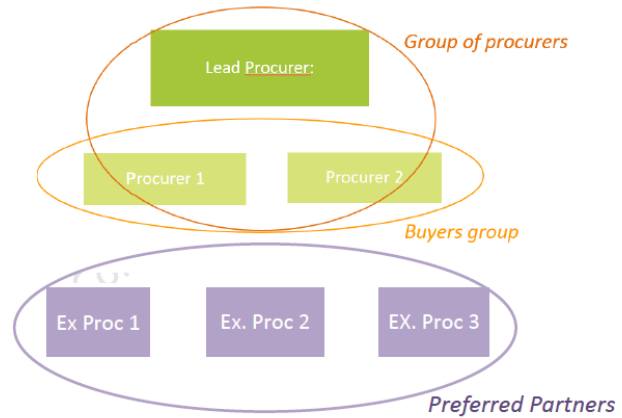 Group of procurers
Lead Procurer:
Procurer 1
Procurer 2
Buyers group
Ex Proc 1
Ex. Proc 2
EX. Proc 3
Preferred Partners